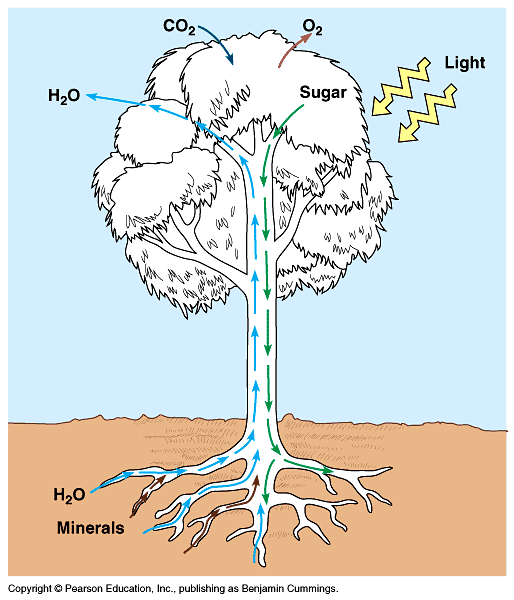 CO₂
O₂
Light
H₂O
Sugar
H₂O
Minerals
Copyright © Pearson Education, Inc., publishing as Benjamin Cummings.